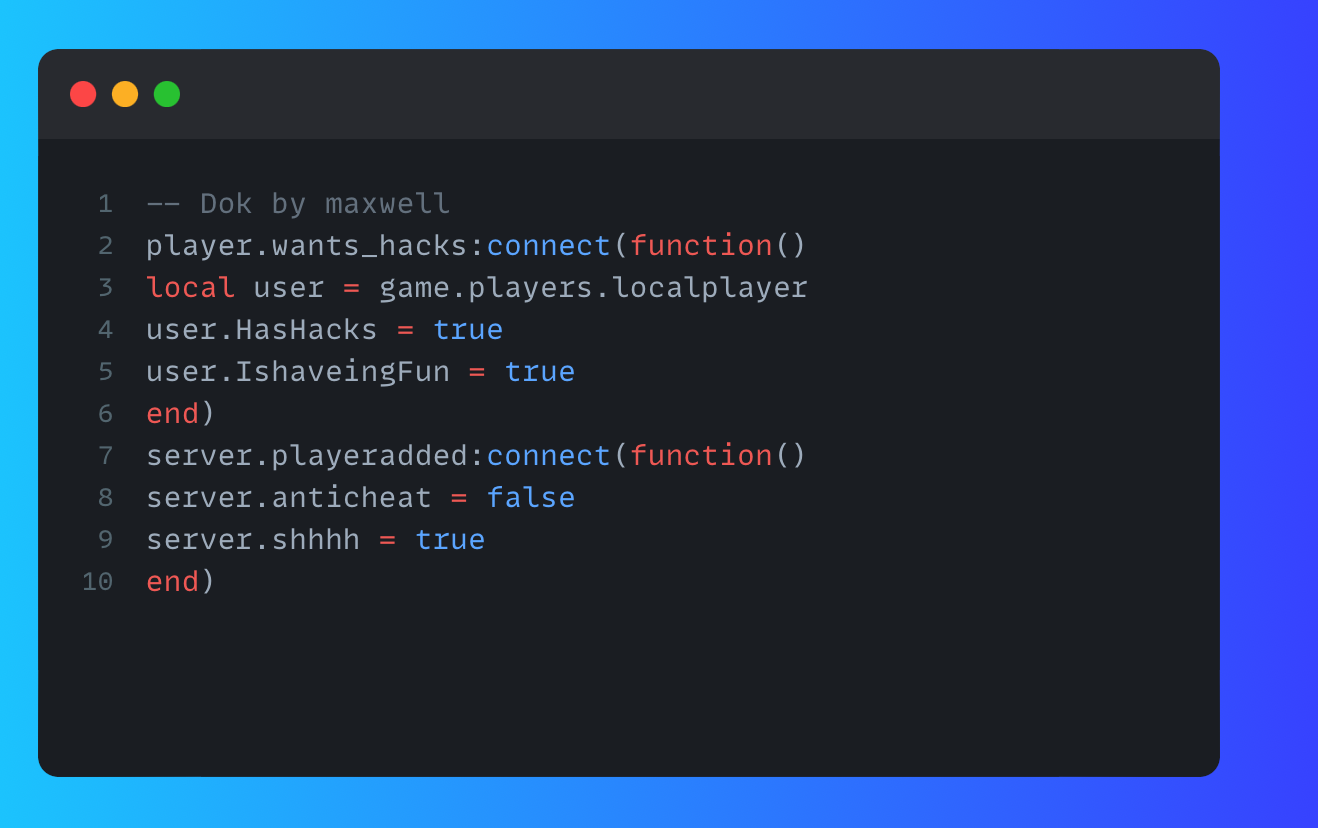 1 -- Dok by maxwell
2 player.wants_hacks:connect(function()
3 local user = game.players.localplayer
4 user.HasHacks = true
5 user.IshaveingFun = true
6 end)
7 server.playeradded:connect(function()
8 server.anticheat = false
9 server.shhhh = true
10 end)